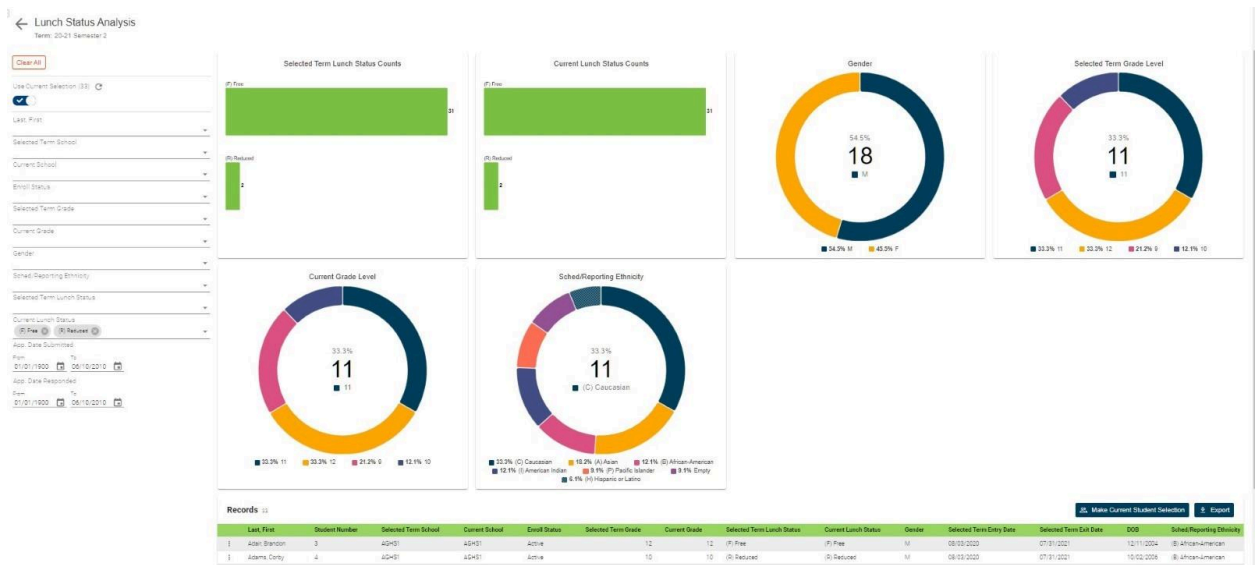 Lunch Status Analysis
Term: 20-21 Semester 2
Clear All
Use Current Selection (33)
Last, First
Selected Term School
Current School
Enroll Status
Selected Term Grade
Current Grade
Gender
Sched/Reporting Ethnicity
Selected Term Lunch Status
Current Lunch Status
(F) Free (R) Reduced
App. Date Submitted
From To
01/01/1900 06/10/2010
App. Date Responded
From To
01/01/1900 06/10/2010
Selected Term Lunch Status Counts
(F) Free
31
(R) Reduced
2
Current Lunch Status Counts
(F) Free
31
(R) Reduced
2
Gender
54.5%
18
M
54.5% M 45.5% F
Selected Term Grade Level
33.3%
11
11
33.3% 11 33.3% 12 21.2% 9 12.1% 10
Current Grade Level
33.3%
11
11
33.3% 11 33.3% 12 21.2% 9 12.1% 10
Sched/Reporting Ethnicity
33.3%
11
(C) Caucasian
33.3% (C) Caucasian 18.2% (A) Asian 12.1% (B) African-American
12.1% (I) American Indian 9.1% (P) Pacific Islander 9.1% Empty
6.1% (H) Hispanic or Latino
Records 33
Make Current Student Selection Export
Last, First Student Number Selected Term School Current School Enroll Status Selected Term Grade Current Grade Selected Term Lunch Status Current Lunch Status Gender Selected Term Entry Date Selected Term Exit Date DOB Sched/Reporting Ethnicity
Adair, Brandon 3 AGHS1 AGHS1 Active 12 12 (F) Free (F) Free M 08/03/2020 07/31/2021 12/11/2004 (B) African-American
Adams, Corby 4 AGHS1 AGHS1 Active 10 10 (R) Reduced (R) Reduced M 08/03/2020 07/31/2021 10/02/2006 (B) African-American